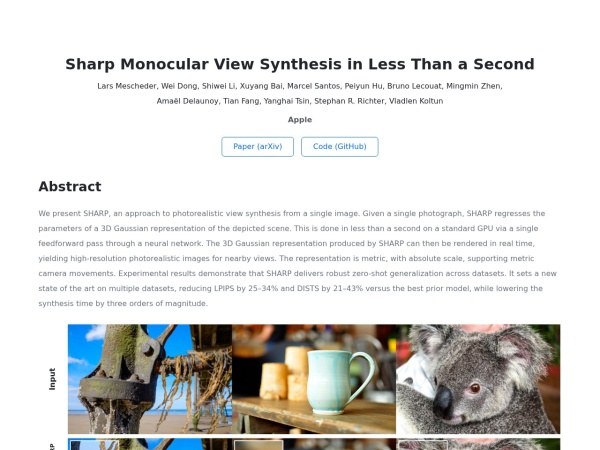 Sharp Monocular View Synthesis in Less Than a Second
Lars Mescheder, Wei Dong, Shiwei Li, Xuyang Bai, Marcel Santos, Peiyun Hu, Bruno Lecouat, Mingmin Zhen,
Amaël Delaunoy, Tian Fang, Yanghai Tsin, Stephan R. Richter, Vladlen Koltun
Apple
Paper (arXiv) Code (GitHub)
Abstract
We present SHARP, an approach to photorealistic view synthesis from a single image. Given a single photograph, SHARP regresses the
parameters of a 3D Gaussian representation of the depicted scene. This is done in less than a second on a standard GPU via a single
feedforward pass through a neural network. The 3D Gaussian representation produced by SHARP can then be rendered in real time,
yielding high-resolution photorealistic images for nearby views. The representation is metric, with absolute scale, supporting metric
camera movements. Experimental results demonstrate that SHARP delivers robust zero-shot generalization across datasets. It sets a new
state of the art on multiple datasets, reducing LPIPS by 25–34% and DISTS by 21–43% versus the best prior model, while lowering the
synthesis time by three orders of magnitude.
Input